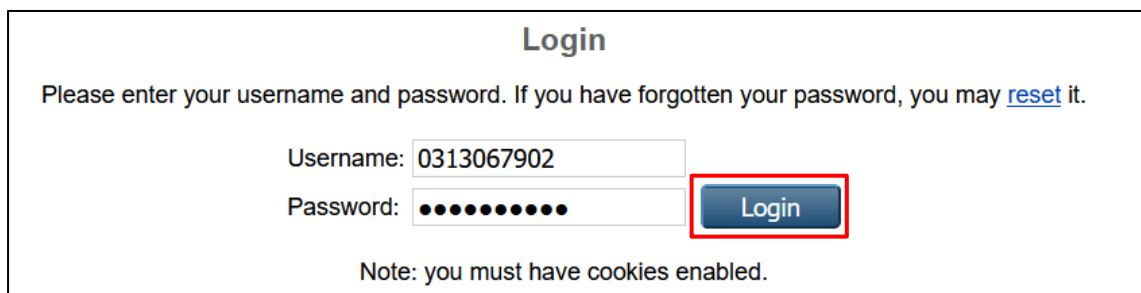 Login
Please enter your username and password. If you have forgotten your password, you may reset it.
Username: 0313067902
Password: ●●●●●●●●●● Login
Note: you must have cookies enabled.